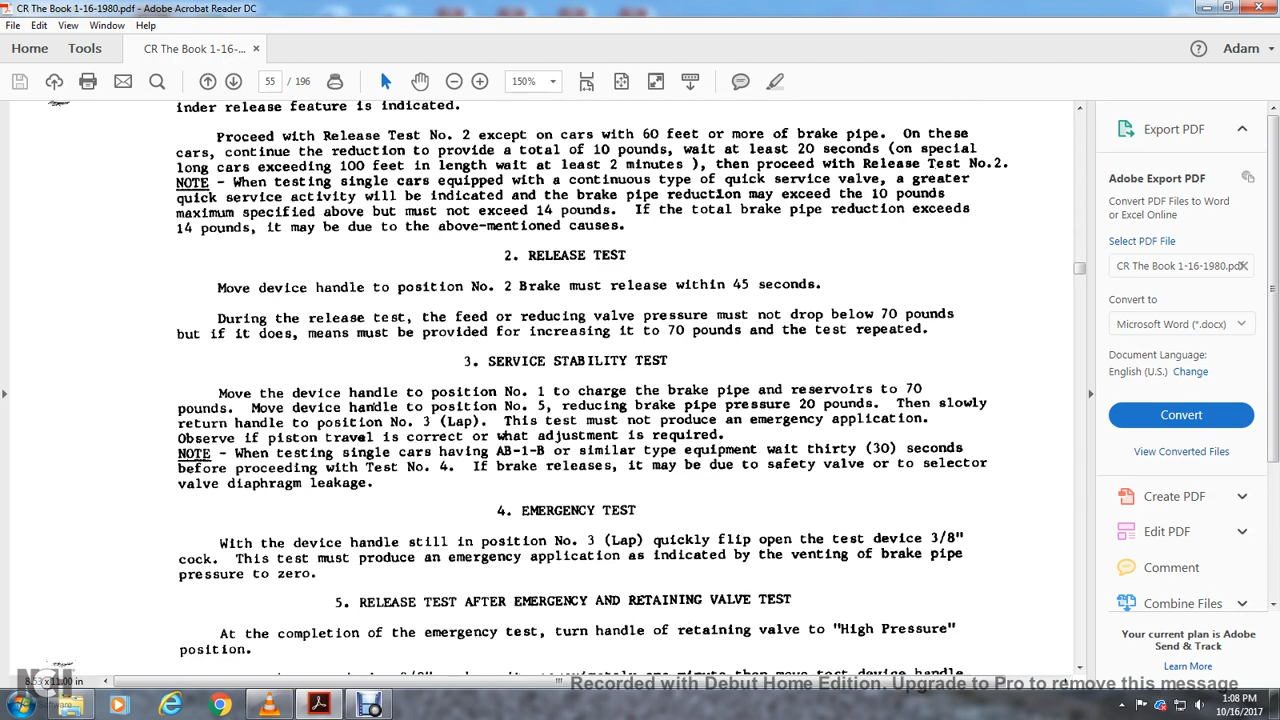 CR The Book 1-16-1980.pdf - Adobe Acrobat Reader DC
File Edit View Window Help
Home Tools CR The Book 1-16-... × Adam
55 / 196 150%
inder release feature is indicated.
Proceed with Release Test No. 2 except on cars with 60 feet or more of brake pipe. On these
cars, continue the reduction to provide a total of 10 pounds, wait at least 20 seconds (on special
long cars exceeding 100 feet in length wait at least 2 minutes ), then proceed with Release Test No.2.
NOTE - When testing single cars equipped with a continuous type of quick service valve, a greater
quick service activity will be indicated and the brake pipe reduction may exceed the 10 pounds
maximum specified above but must not exceed 14 pounds. If the total brake pipe reduction exceeds
14 pounds, it may be due to the above-mentioned causes.
2. RELEASE TEST
Move device handle to position No. 2 Brake must release within 45 seconds.
During the release test, the feed or reducing valve pressure must not drop below 70 pounds
but if it does, means must be provided for increasing it to 70 pounds and the test repeated.
3. SERVICE STABILITY TEST
Move the device handle to position No. 1 to charge the brake pipe and reservoirs to 70
pounds. Move device handle to position No. 5, reducing brake pipe pressure 20 pounds. Then slowly
return handle to position No. 3 (Lap). This test must not produce an emergency application.
Observe if piston travel is correct or what adjustment is required.
NOTE - When testing single cars having AB-1-B or similar type equipment wait thirty (30) seconds
before proceeding with Test No. 4. If brake releases, it may be due to safety valve or to selector
valve diaphragm leakage.
4. EMERGENCY TEST
With the device handle still in position No. 3 (Lap) quickly flip open the test device 3/8"
cock. This test must produce an emergency application as indicated by the venting of brake pipe
pressure to zero.
5. RELEASE TEST AFTER EMERGENCY AND RETAINING VALVE TEST
At the completion of the emergency test, turn handle of retaining valve to "High Pressure"
position.
Export PDF
Adobe Export PDF
Convert PDF Files to Word
or Excel Online
Select PDF File
CR The Book 1-16-1980.pdf
Convert to
Microsoft Word (*.docx)
Document Language:
English (U.S.) Change
Convert
View Converted Files
Create PDF
Edit PDF
Comment
Combine Files
Your current plan is Adobe
Send & Track
Learn More
8.53 x 11.00 in
NCH
Software
Recorded with Debut Home Edition. Upgrade to Pro to remove this message
1:08 PM
10/16/2017